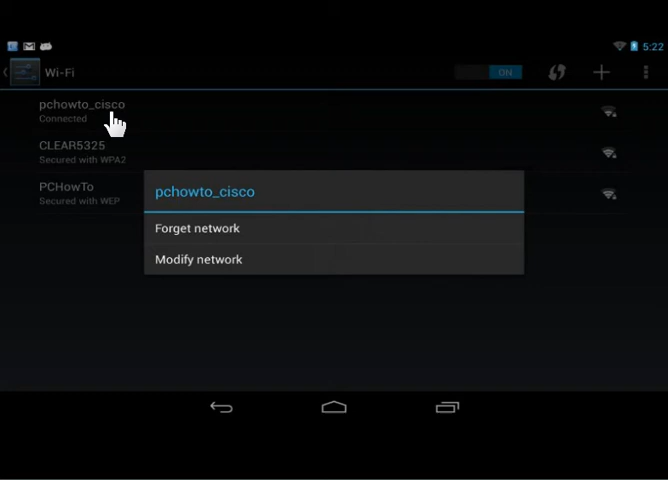 5:22
Wi-Fi
ON
pchowto_cisco
Connected
CLEAR5325
Secured with WPA2
PCHowTo
Secured with WEP
pchowto_cisco
Forget network
Modify network